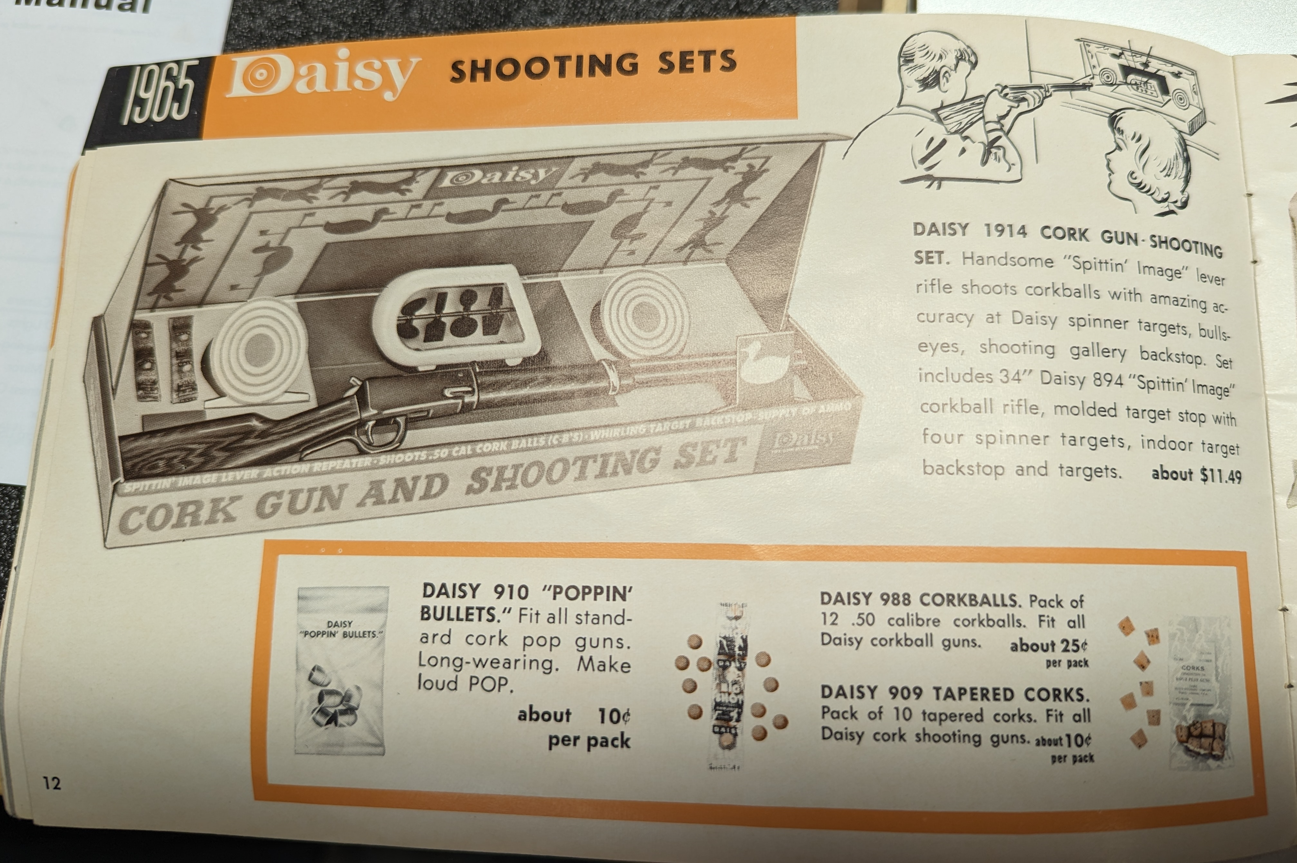 Manual
1965
Daisy SHOOTING SETS
Daisy
SPITTIN' IMAGE LEVER ACTION REPEATER · SHOOTS .50 CAL CORK BALLS (C-B'S) · WHIRLING TARGET BACKSTOP · SUPPLY OF AMMO
CORK GUN AND SHOOTING SET
Daisy
DAISY 1914 CORK GUN-SHOOTING
SET. Handsome "Spittin' Image" lever
rifle shoots corkballs with amazing ac-
curacy at Daisy spinner targets, bulls-
eyes, shooting gallery backstop. Set
includes 34" Daisy 894 "Spittin' Image"
corkball rifle, molded target stop with
four spinner targets, indoor target
backstop and targets. about $11.49
DAISY
"POPPIN' BULLETS."
DAISY 910 "POPPIN'
BULLETS." Fit all stand-
ard cork pop guns.
Long-wearing. Make
loud POP.
about 10¢
per pack
BIG
SHOT
DAISY 988 CORKBALLS. Pack of
12 .50 calibre corkballs. Fit all
Daisy corkball guns. about 25¢
per pack
DAISY 909 TAPERED CORKS.
Pack of 10 tapered corks. Fit all
Daisy cork shooting guns. about 10¢
per pack
CORKS
12